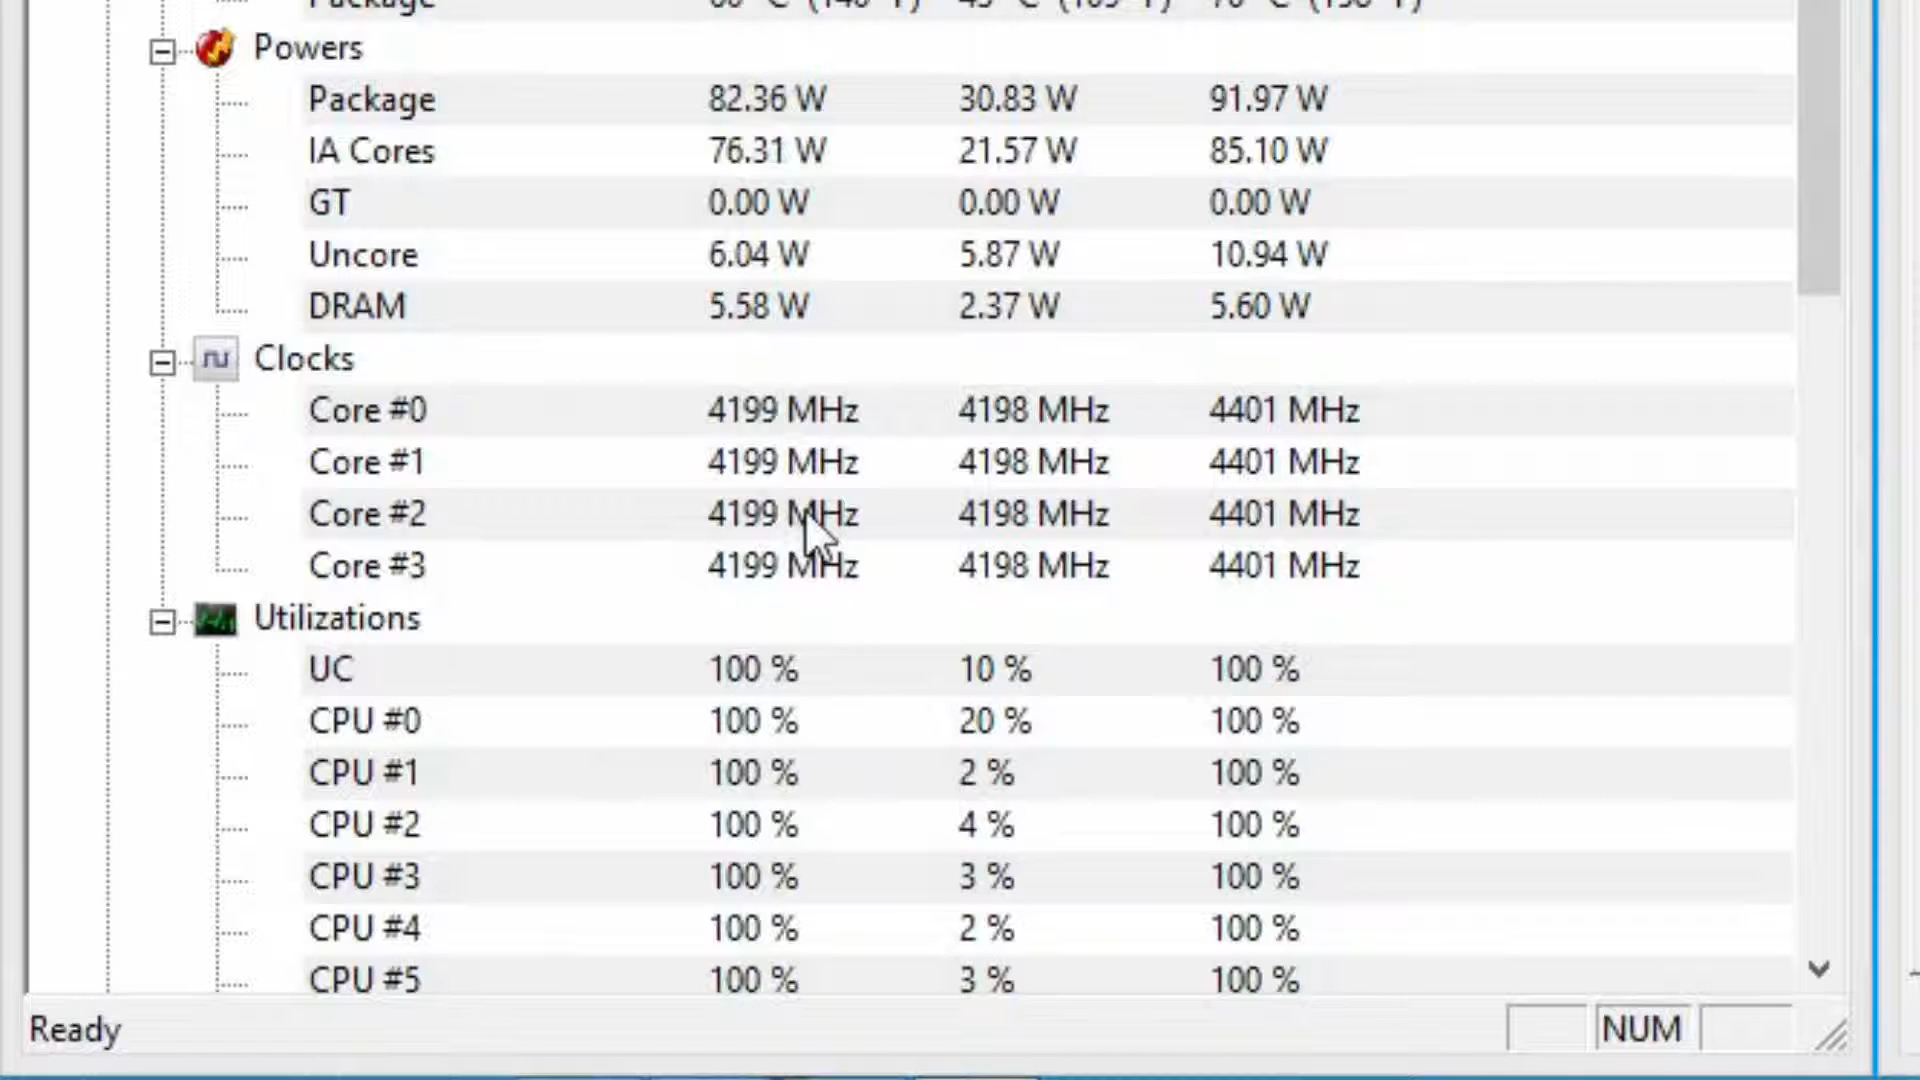 Package
Powers
Package 82.36 W 30.83 W 91.97 W
IA Cores 76.31 W 21.57 W 85.10 W
GT 0.00 W 0.00 W 0.00 W
Uncore 6.04 W 5.87 W 10.94 W
DRAM 5.58 W 2.37 W 5.60 W
Clocks
Core #0 4199 MHz 4198 MHz 4401 MHz
Core #1 4199 MHz 4198 MHz 4401 MHz
Core #2 4199 MHz 4198 MHz 4401 MHz
Core #3 4199 MHz 4198 MHz 4401 MHz
Utilizations
UC 100 % 10 % 100 %
CPU #0 100 % 20 % 100 %
CPU #1 100 % 2 % 100 %
CPU #2 100 % 4 % 100 %
CPU #3 100 % 3 % 100 %
CPU #4 100 % 2 % 100 %
CPU #5 100 % 3 % 100 %
Ready NUM